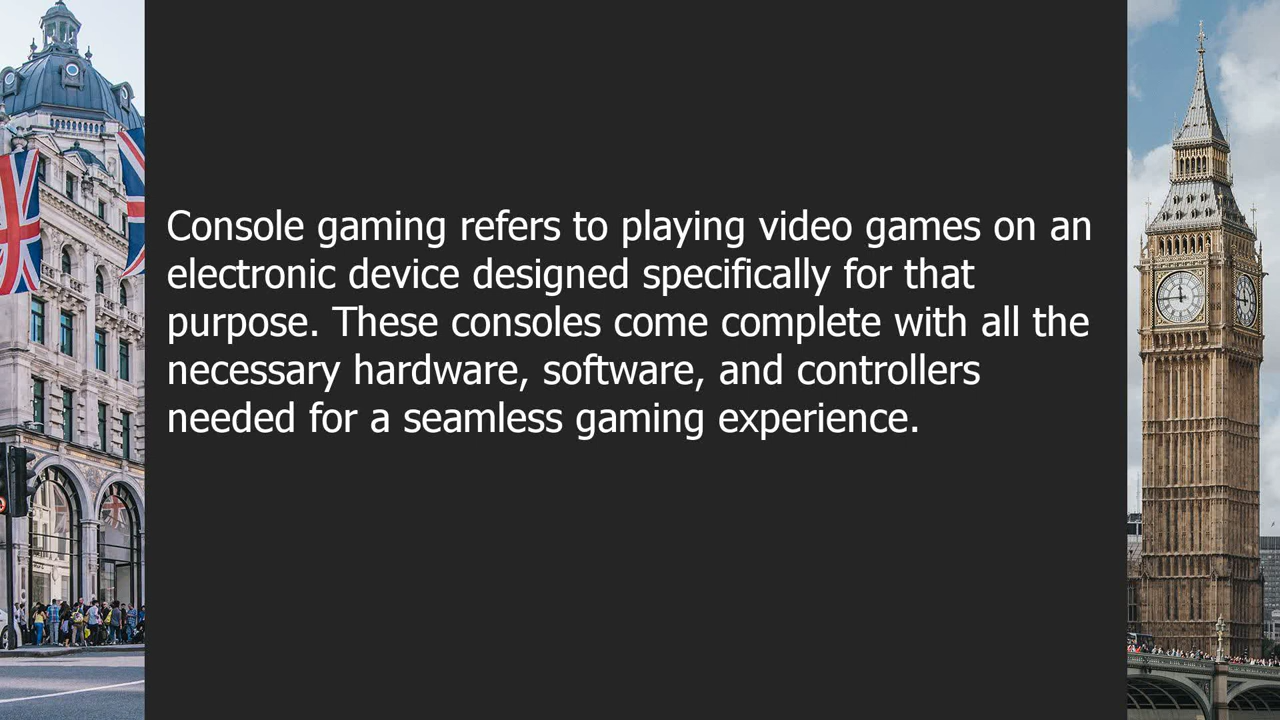 Console gaming refers to playing video games on an
electronic device designed specifically for that
purpose. These consoles come complete with all the
necessary hardware, software, and controllers
needed for a seamless gaming experience.